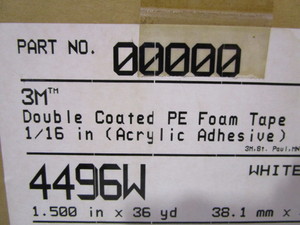 PART NO. 00000
3M™
Double Coated PE Foam Tape
1/16 in (Acrylic Adhesive)
3M,St. Paul,MN
4496W WHITE
1.500 in x 36 yd 38.1 mm x